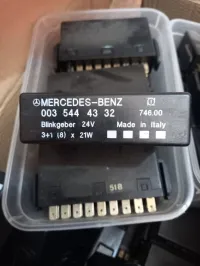 MERCEDES-BENZ
003 544 43 32 746.00
Blinkgeber 24V Made in Italy
3+1 (8) x 21W
518